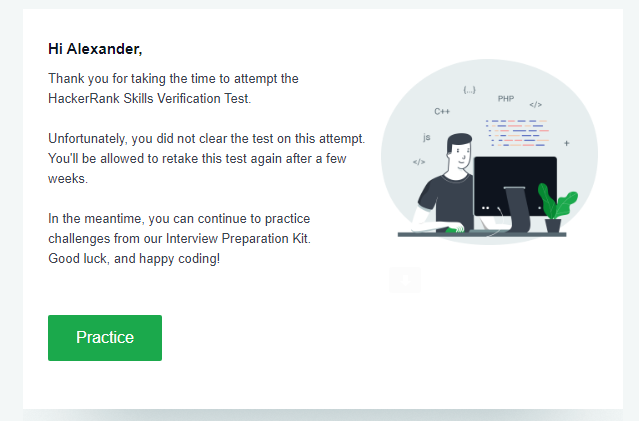 Hi Alexander,
Thank you for taking the time to attempt the
HackerRank Skills Verification Test.
Unfortunately, you did not clear the test on this attempt.
You'll be allowed to retake this test again after a few
weeks.
In the meantime, you can continue to practice
challenges from our Interview Preparation Kit.
Good luck, and happy coding!
{...}
PHP
</>
C++
js
+
</>
Practice